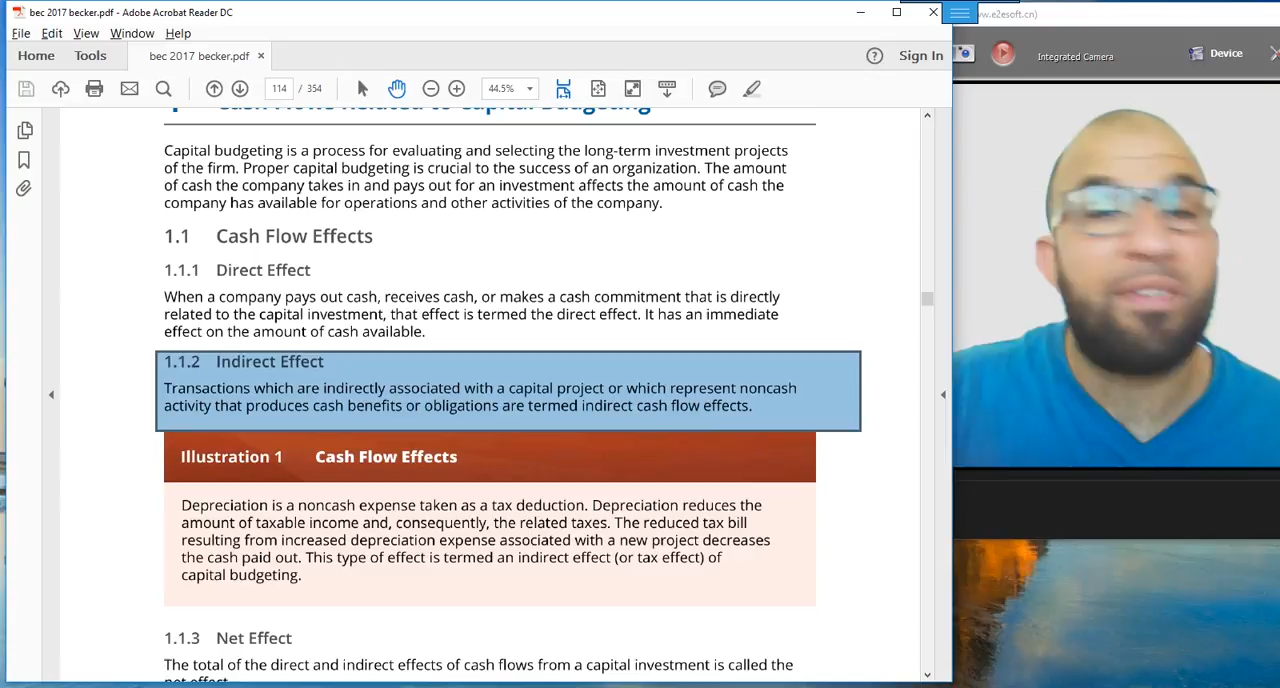 bec 2017 becker.pdf - Adobe Acrobat Reader DC
File Edit View Window Help
Home Tools bec 2017 becker.pdf × Sign In
114 / 354 44.5%
Cash Flows Related to Capital Budgeting
Capital budgeting is a process for evaluating and selecting the long-term investment projects
of the firm. Proper capital budgeting is crucial to the success of an organization. The amount
of cash the company takes in and pays out for an investment affects the amount of cash the
company has available for operations and other activities of the company.
1.1 Cash Flow Effects
1.1.1 Direct Effect
When a company pays out cash, receives cash, or makes a cash commitment that is directly
related to the capital investment, that effect is termed the direct effect. It has an immediate
effect on the amount of cash available.
1.1.2 Indirect Effect
Transactions which are indirectly associated with a capital project or which represent noncash
activity that produces cash benefits or obligations are termed indirect cash flow effects.
Illustration 1 Cash Flow Effects
Depreciation is a noncash expense taken as a tax deduction. Depreciation reduces the
amount of taxable income and, consequently, the related taxes. The reduced tax bill
resulting from increased depreciation expense associated with a new project decreases
the cash paid out. This type of effect is termed an indirect effect (or tax effect) of
capital budgeting.
1.1.3 Net Effect
The total of the direct and indirect effects of cash flows from a capital investment is called the
net effect.
w.e2esoft.cn)
Integrated Camera
Device